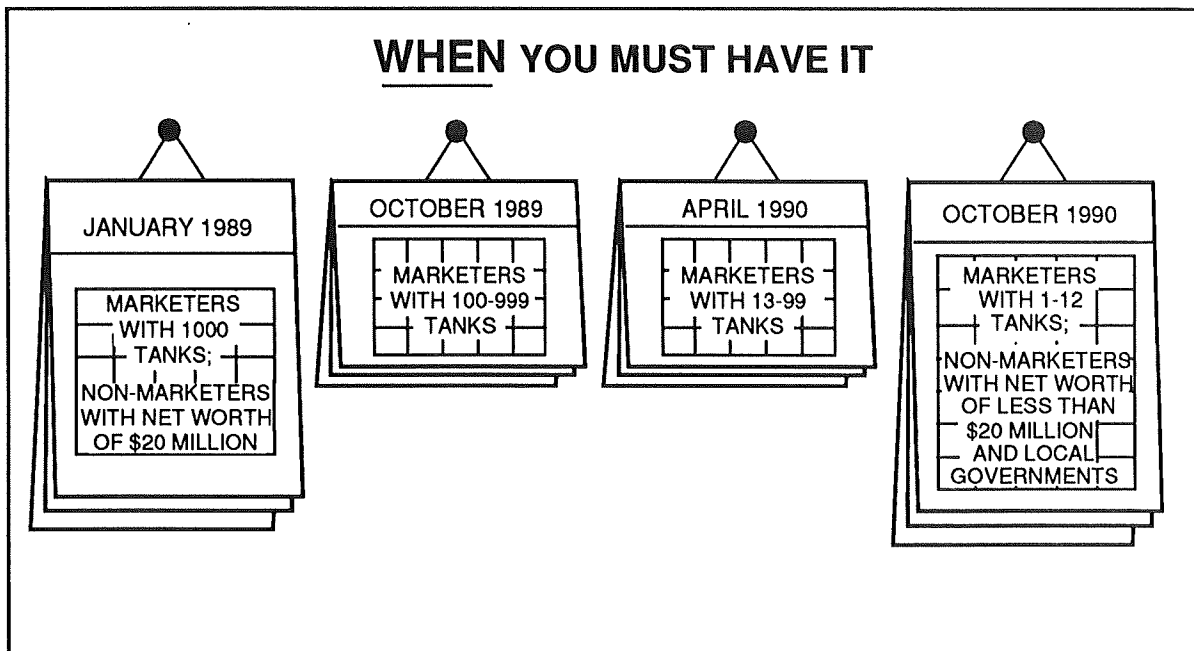 WHEN YOU MUST HAVE IT
JANUARY 1989
MARKETERS
WITH 1000
TANKS;
NON-MARKETERS
WITH NET WORTH
OF $20 MILLION
OCTOBER 1989
MARKETERS
WITH 100-999
TANKS
APRIL 1990
MARKETERS
WITH 13-99
TANKS
OCTOBER 1990
MARKETERS
WITH 1-12
TANKS;
NON-MARKETERS
WITH NET WORTH
OF LESS THAN
$20 MILLION
AND LOCAL
GOVERNMENTS